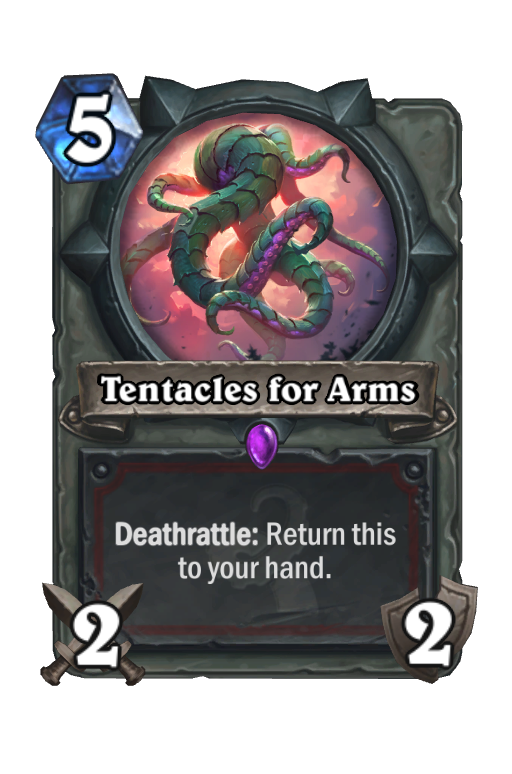 5
Tentacles for Arms
Deathrattle: Return this
to your hand.
2
2